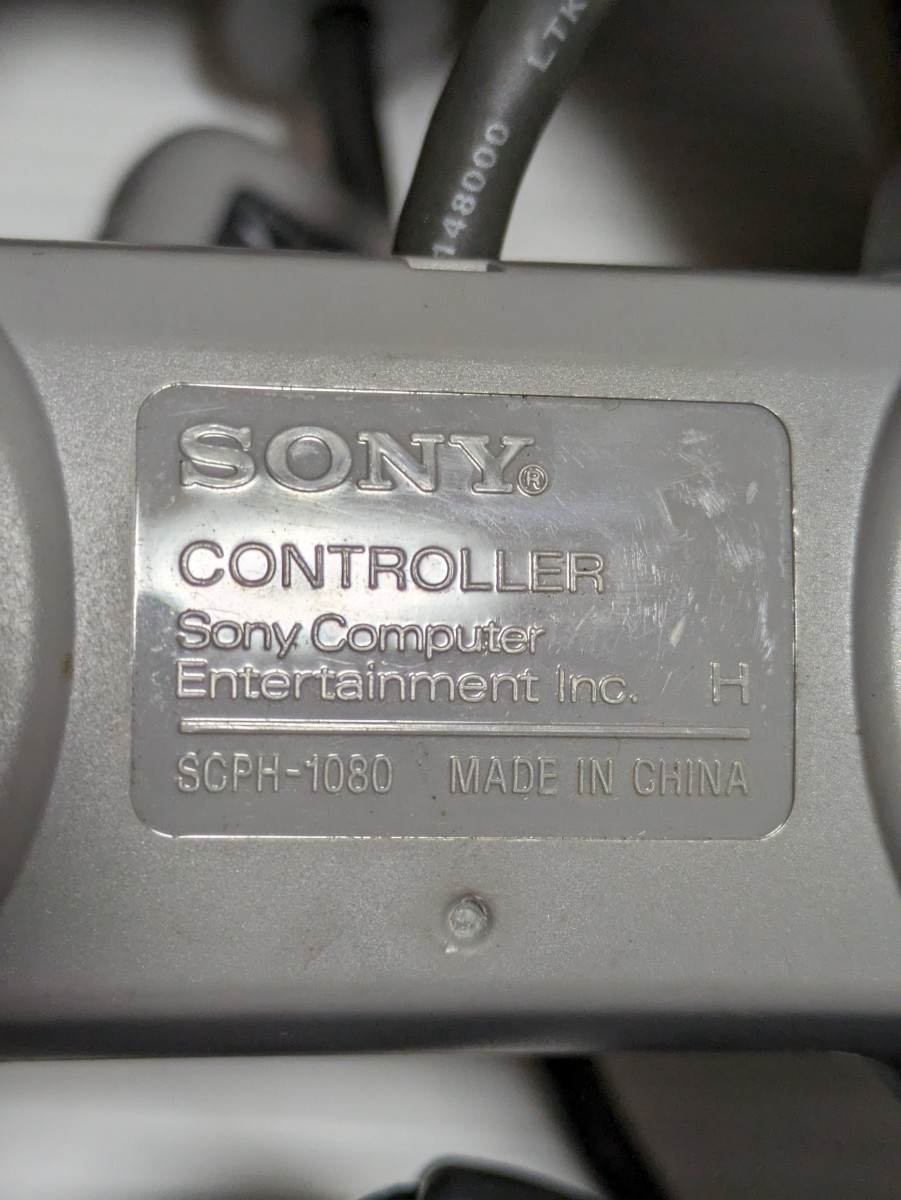 LTK
148000
SONY®
CONTROLLER
Sony Computer
Entertainment Inc. H
SCPH-1080 MADE IN CHINA